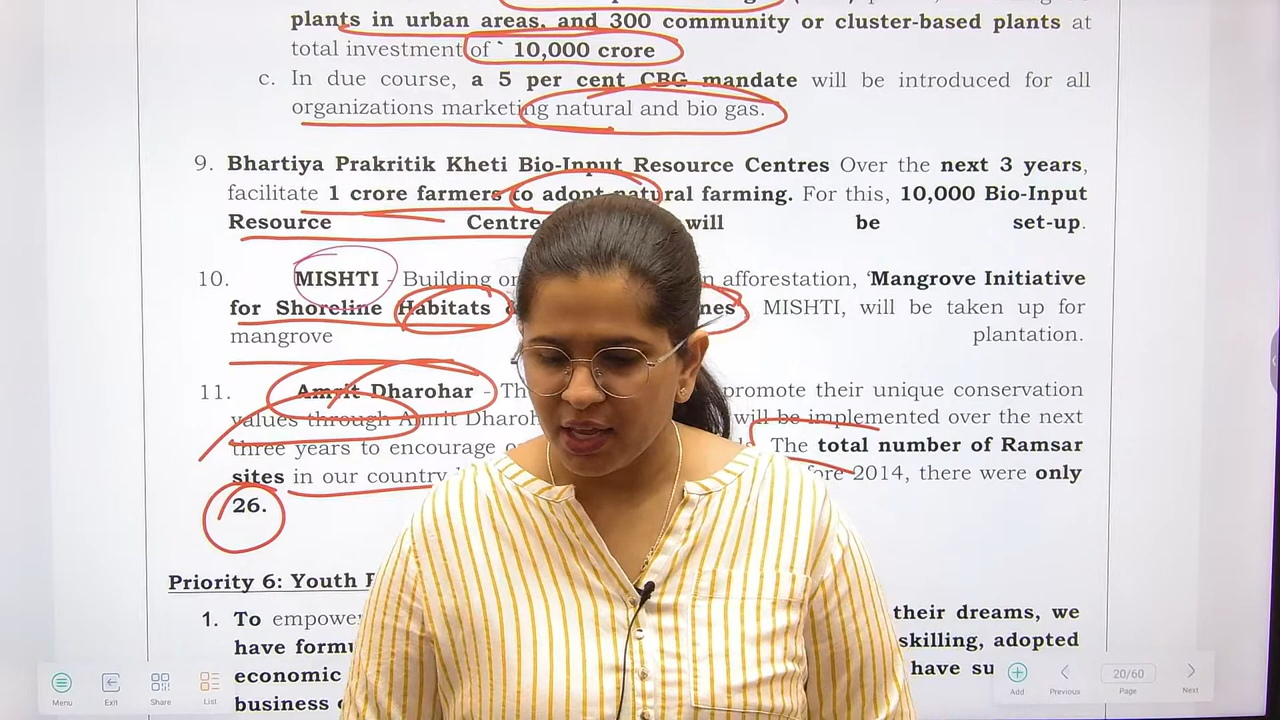 plants in urban areas, and 300 community or cluster-based plants at
total investment of ` 10,000 crore
c. In due course, a 5 per cent CBG mandate will be introduced for all
organizations marketing natural and bio gas.
9. Bhartiya Prakritik Kheti Bio-Input Resource Centres Over the next 3 years,
facilitate 1 crore farmers to adopt natural farming. For this, 10,000 Bio-Input
Resource Centre will be set-up.
10. MISHTI - Building on afforestation, 'Mangrove Initiative
for Shoreline Habitats nes MISHTI, will be taken up for
mangrove plantation.
11. Amrit Dharohar - Th promote their unique conservation
values through Amrit Dharoh will be implemented over the next
three years to encourage The total number of Ramsar
sites in our country fore 2014, there were only
26.
Priority 6: Youth P
1. To empower their dreams, we
have formu skilling, adopted
economic have su
business
Menu Exit Share List Add Previous 20/60 Page Next